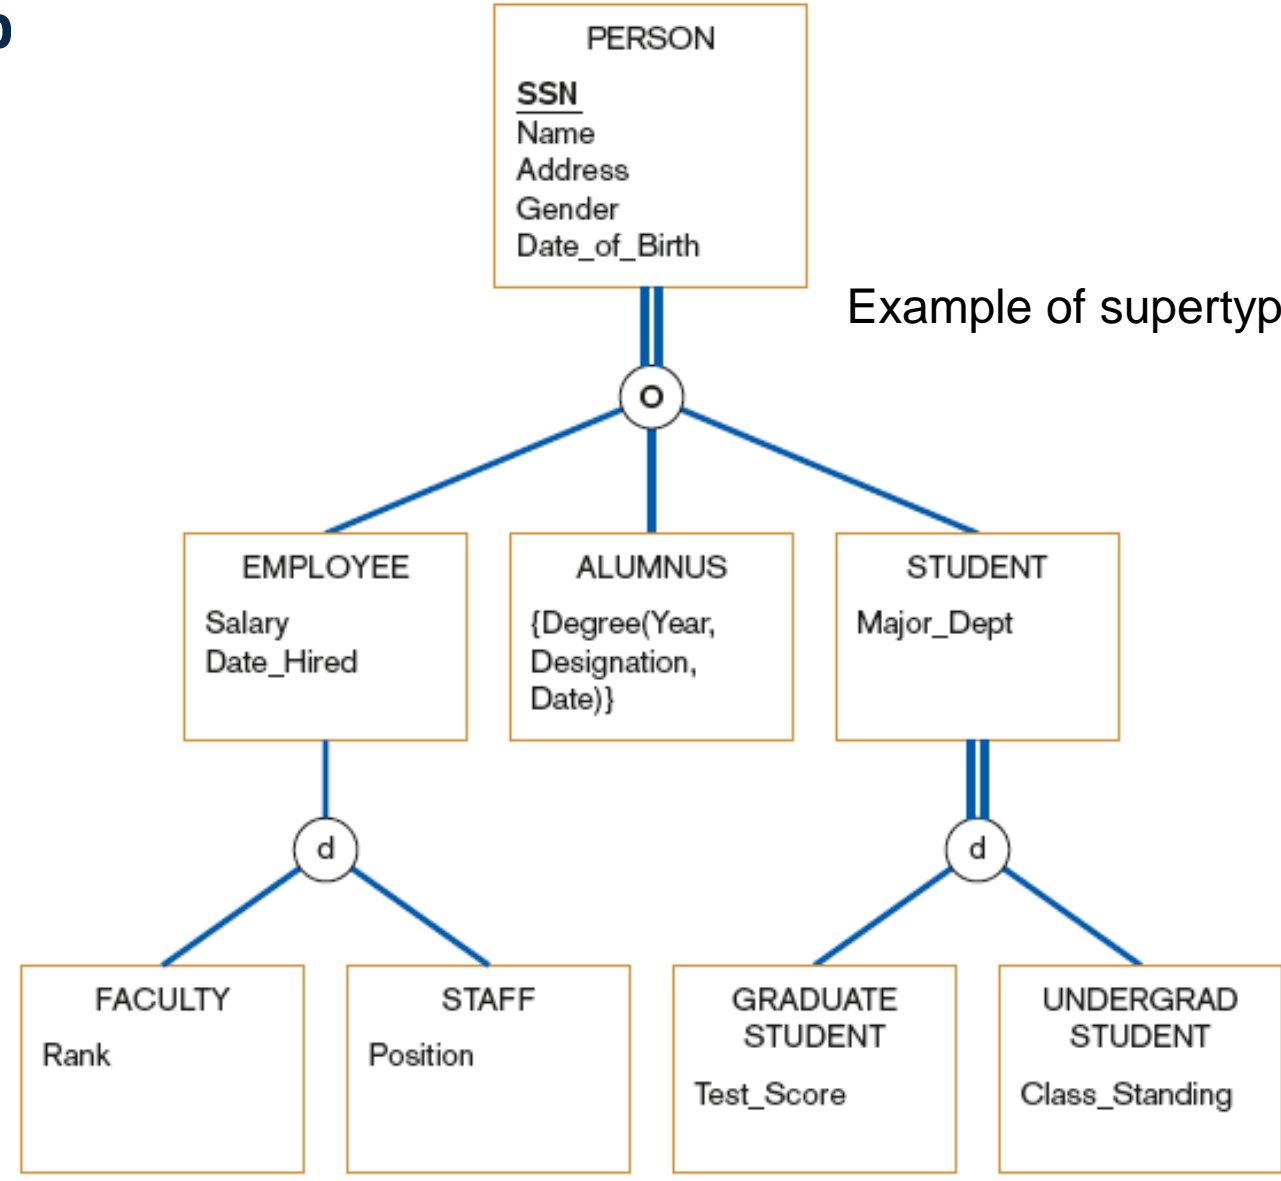 PERSON
SSN
Name
Address
Gender
Date_of_Birth
Example of supertyp
O
EMPLOYEE
Salary
Date_Hired
ALUMNUS
{Degree(Year,
Designation,
Date)}
STUDENT
Major_Dept
d
d
FACULTY
Rank
STAFF
Position
GRADUATE
STUDENT
Test_Score
UNDERGRAD
STUDENT
Class_Standing